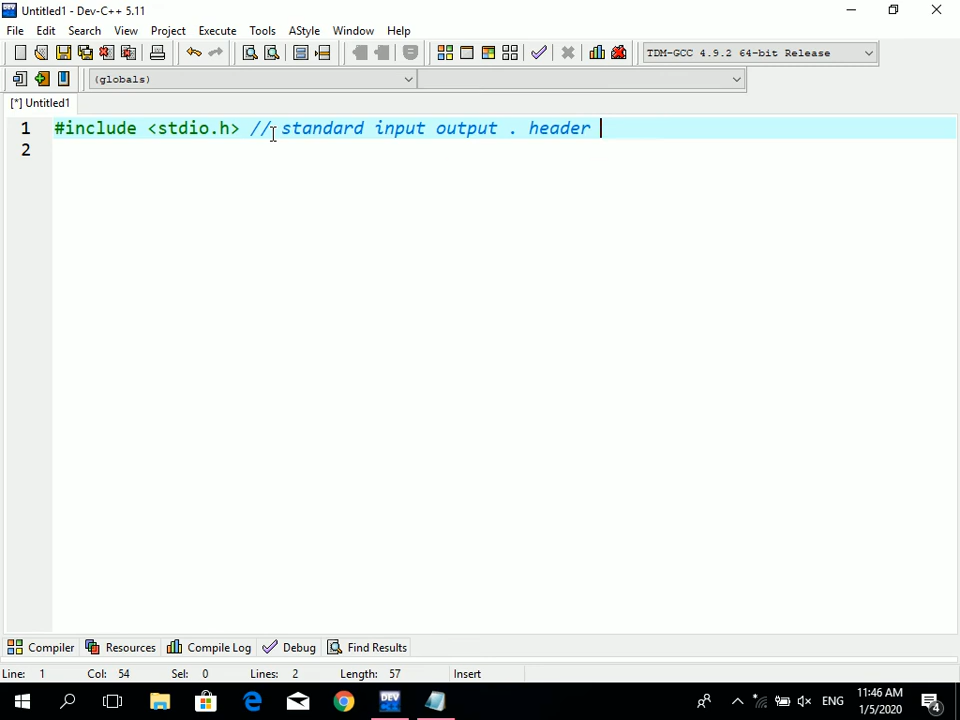 Untitled1 - Dev-C++ 5.11
File Edit Search View Project Execute Tools AStyle Window Help
TDM-GCC 4.9.2 64-bit Release
(globals)
[*] Untitled1
1 #include <stdio.h> // standard input output . header
2
Compiler Resources Compile Log Debug Find Results
Line: 1 Col: 54 Sel: 0 Lines: 2 Length: 57 Insert
DEV
ENG
11:46 AM
1/5/2020
4